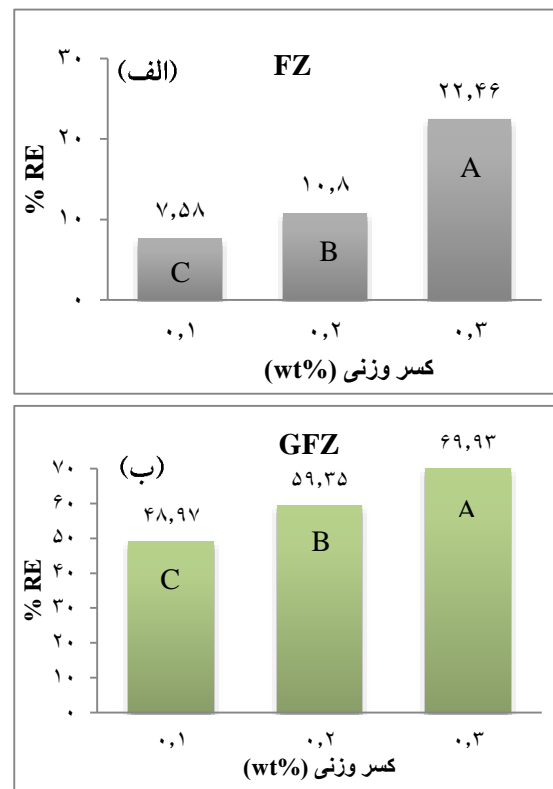 (الف)
FZ
% RE
۳۰
۲۰
۱۰
۰
۷,۵۸
۱۰,۸
۲۲,۴۶
C
B
A
۰,۱
۰,۲
۰,۳
کسر وزنی (wt%)
(ب)
GFZ
% RE
۷۰
۶۰
۵۰
۴۰
۳۰
۲۰
۱۰
۰
۴۸,۹۷
۵۹,۳۵
۶۹,۹۳
C
B
A
۰,۱
۰,۲
۰,۳
کسر وزنی (wt%)